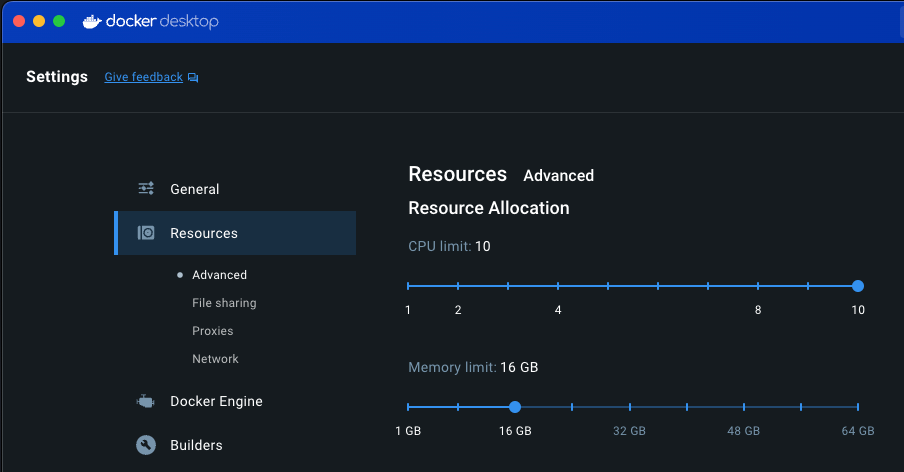 docker desktop
Settings Give feedback
General
Resources
Advanced
File sharing
Proxies
Network
Docker Engine
Builders
Resources Advanced
Resource Allocation
CPU limit: 10
1 2 4 8 10
Memory limit: 16 GB
1 GB 16 GB 32 GB 48 GB 64 GB